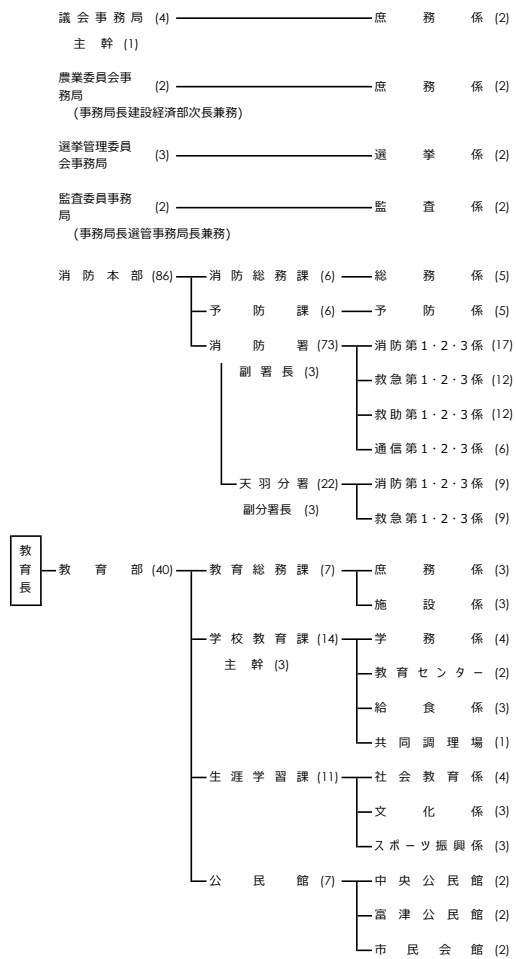 議会事務局 (4) 庶務係 (2)
主幹 (1)
農業委員会事
務局 (2) 庶務係 (2)
(事務局長建設経済部次長兼務)
選挙管理委員
会事務局 (3) 選挙係 (2)
監査委員事務
局 (2) 監査係 (2)
(事務局長選管事務局長兼務)
消防本部 (86) 消防総務課 (6) 総務係 (5)
予防課 (6) 予防係 (5)
消防署 (73) 消防第1・2・3係 (17)
副署長 (3)
救急第1・2・3係 (12)
救助第1・2・3係 (12)
通信第1・2・3係 (6)
天羽分署 (22) 消防第1・2・3係 (9)
副分署長 (3)
救急第1・2・3係 (9)
教育長 教育部 (40) 教育総務課 (7) 庶務係 (3)
施設係 (3)
学校教育課 (14) 学務係 (4)
主幹 (3)
教育センター (2)
給食係 (3)
共同調理場 (1)
生涯学習課 (11) 社会教育係 (4)
文化係 (3)
スポーツ振興係 (3)
公民館 (7) 中央公民館 (2)
富津公民館 (2)
市民会館 (2)